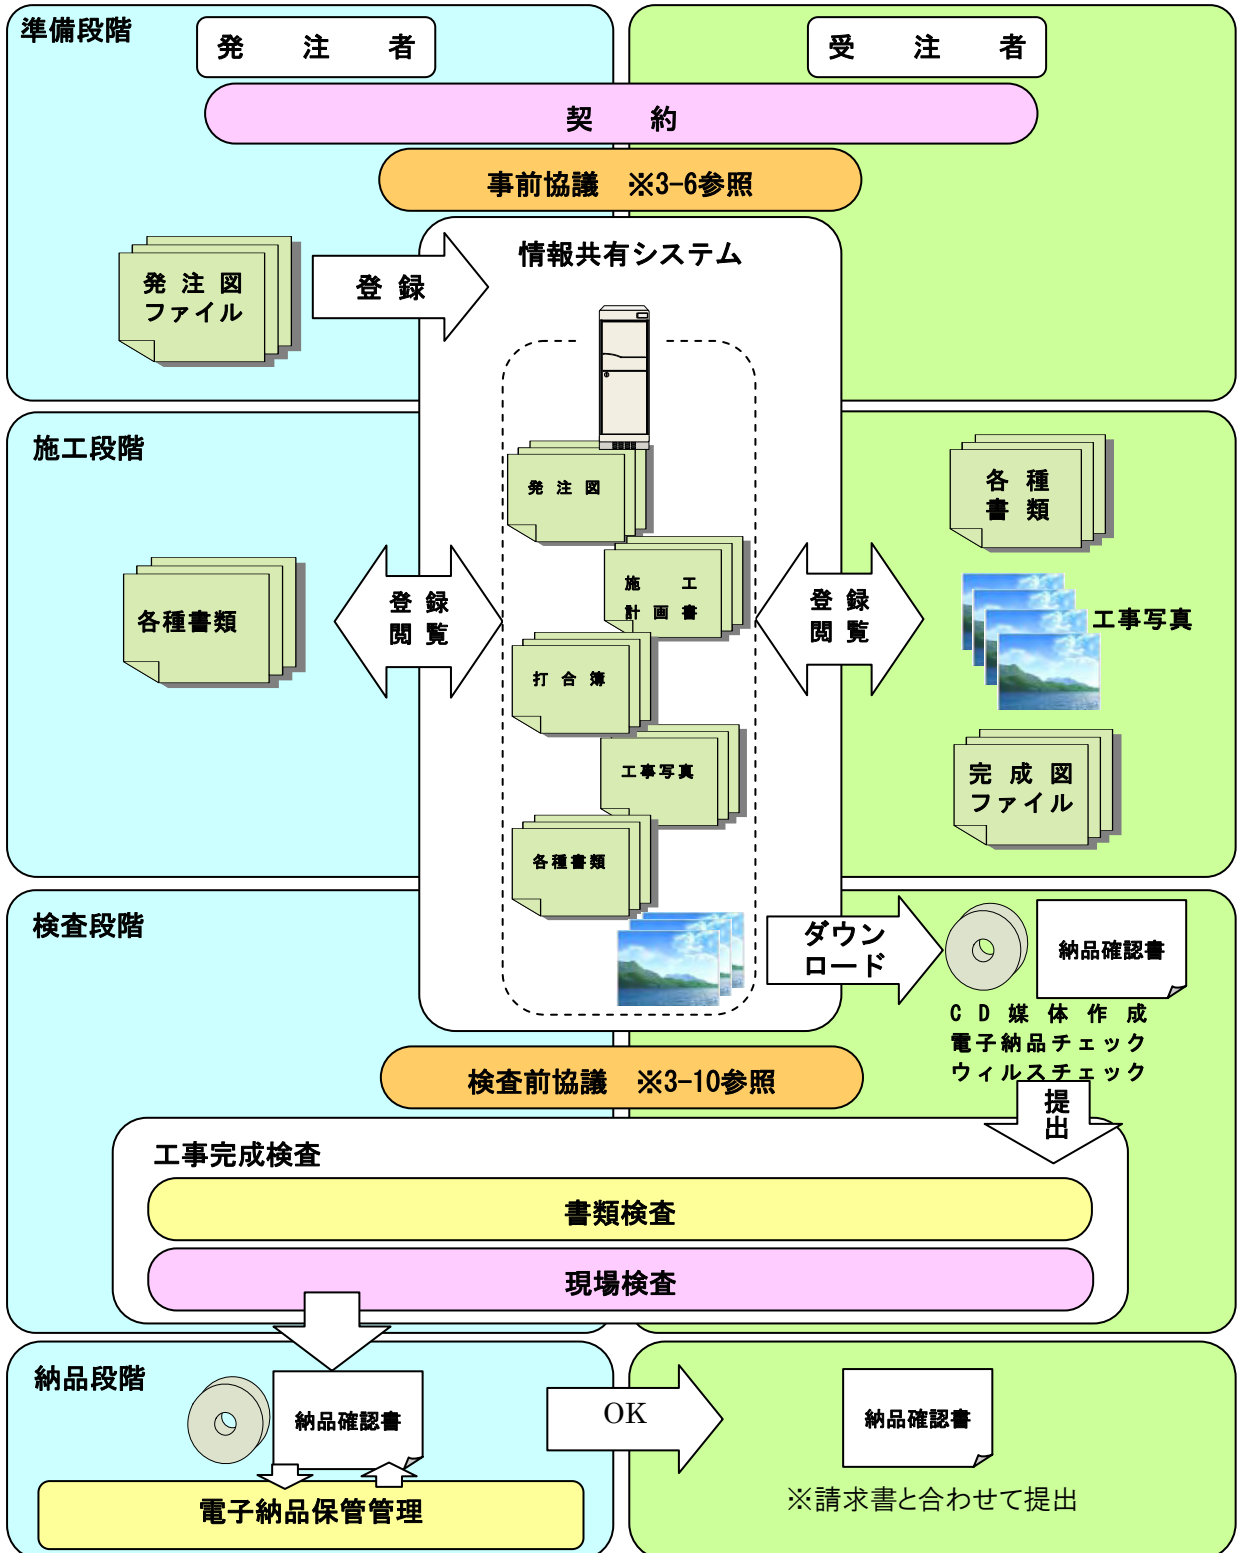 準備段階
発　注　者
受　注　者
契　約
事前協議　※3-6参照
情報共有システム
発注図
ファイル
登録
施工段階
発注図
施　工
計画書
打合簿
工事写真
各種書類
各種書類
登録
閲覧
登録
閲覧
各種
書類
工事写真
完成図
ファイル
検査段階
ダウン
ロード
納品確認書
ＣＤ媒体作成
電子納品チェック
ウィルスチェック
検査前協議　※3-10参照
提
出
工事完成検査
書類検査
現場検査
納品段階
納品確認書
OK
納品確認書
電子納品保管管理
※請求書と合わせて提出